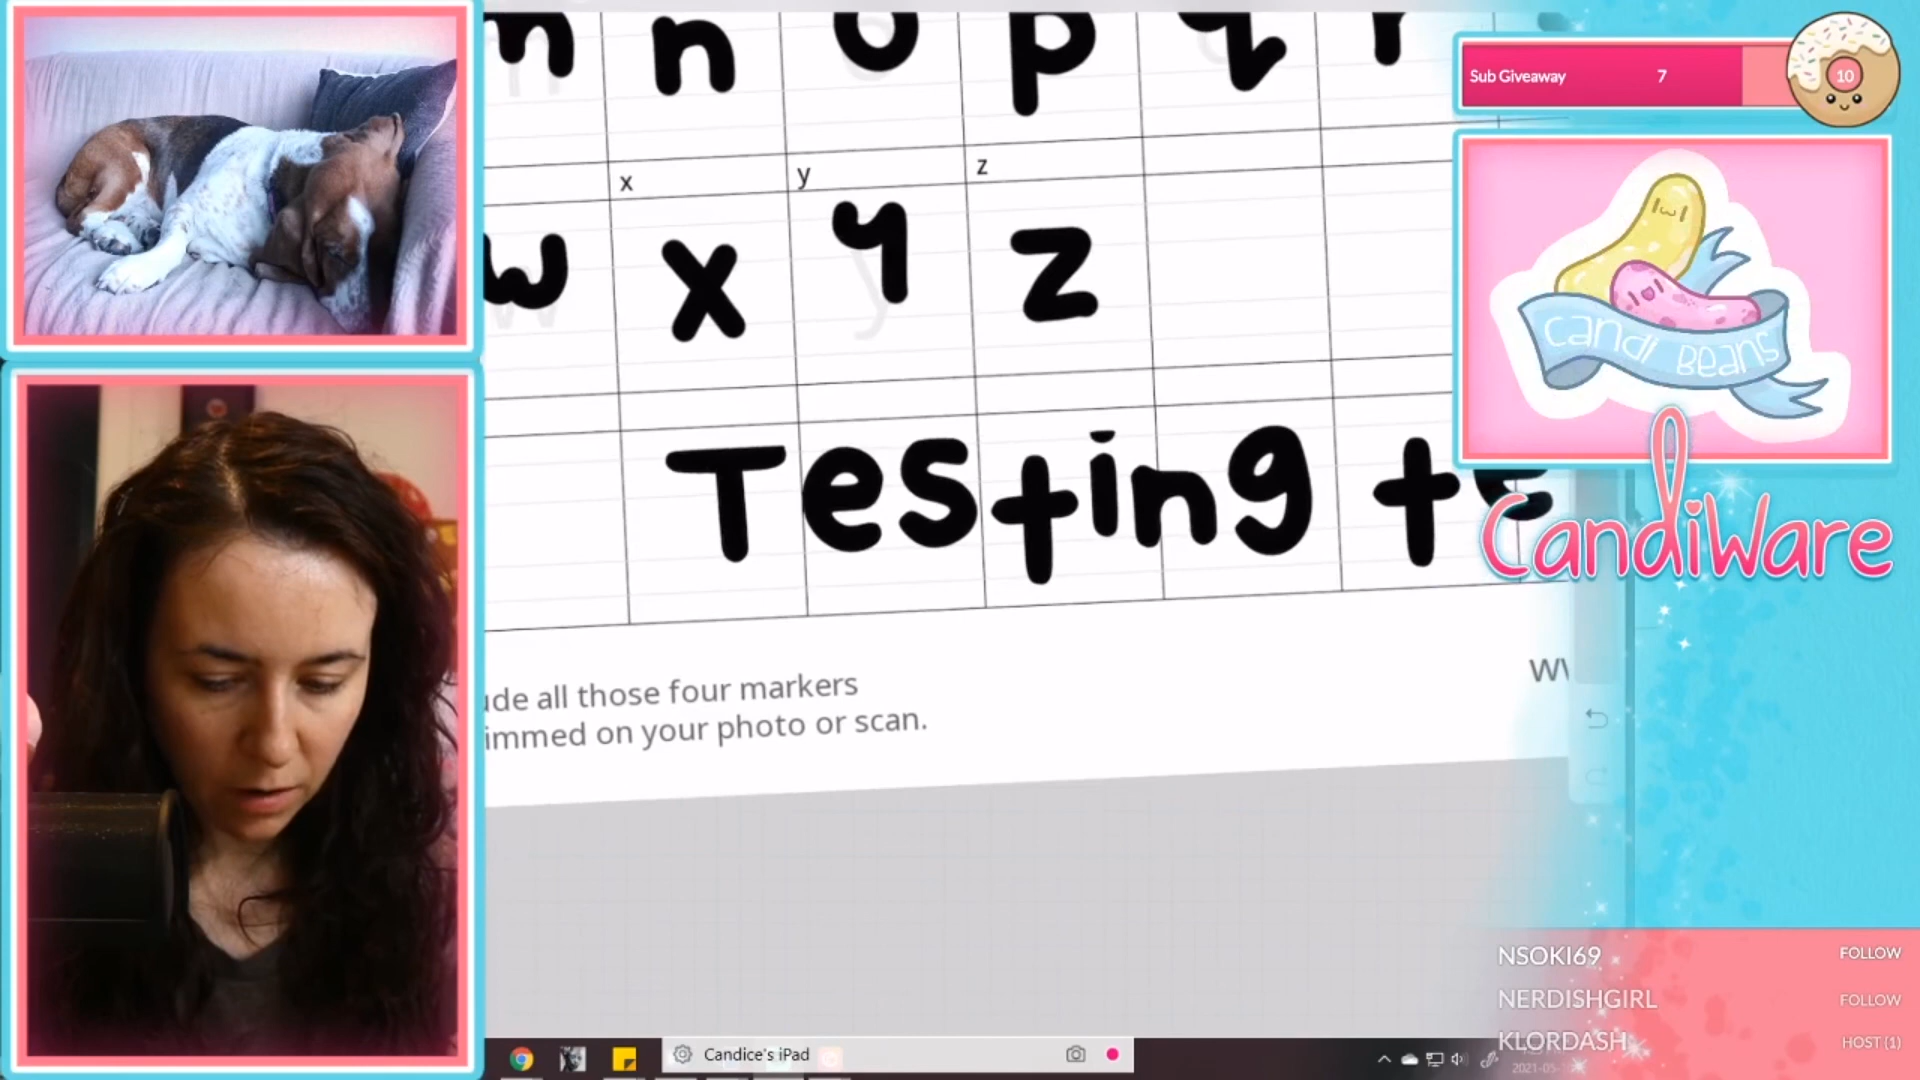 m n o p q r
x y z
w x y z
Testing te
ude all those four markers
immed on your photo or scan.
Sub Giveaway 7 10
candi Beans
CandiWare
NSOKI69 FOLLOW
NERDISHGIRL FOLLOW
KLORDASH HOST (1)
Candice's iPad